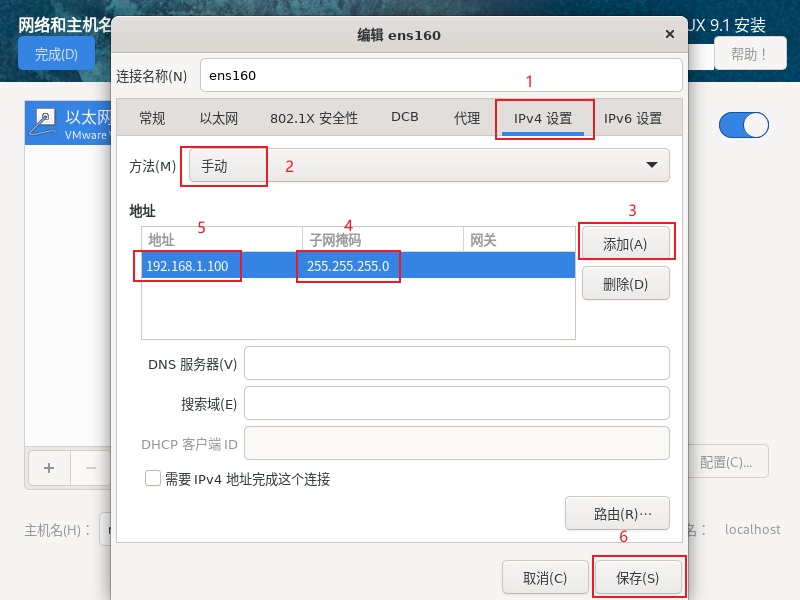 网络和主机名
UX 9.1 安装
完成(D)
帮助！
编辑 ens160
连接名称(N)
ens160
1
常规
以太网
802.1X 安全性
DCB
代理
IPv4 设置
IPv6 设置
以太网
VMware
方法(M)
手动
2
地址
5
4
3
地址
子网掩码
网关
添加(A)
192.168.1.100
255.255.255.0
删除(D)
DNS 服务器(V)
搜索域(E)
DHCP 客户端 ID
配置(C)...
需要 IPv4 地址完成这个连接
路由(R)…
主机名(H)：
名：
localhost
6
取消(C)
保存(S)